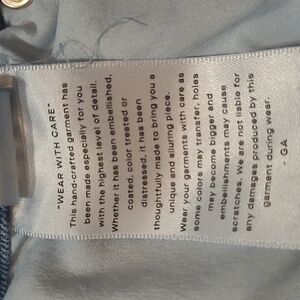 "WEAR WITH CARE"
This hand-crafted garment has
been made especially for you
with the highest level of detail.
Whether it has been embellished,
coated, color treated or
distressed, it has been
thoughtfully made to bring you a
unique and alluring piece.
Wear your garments with care as
some colors may transfer, holes
may become bigger and
embellishments may cause
scratches. We are not liable for
any damages produced by this
garment during wear.
- GA